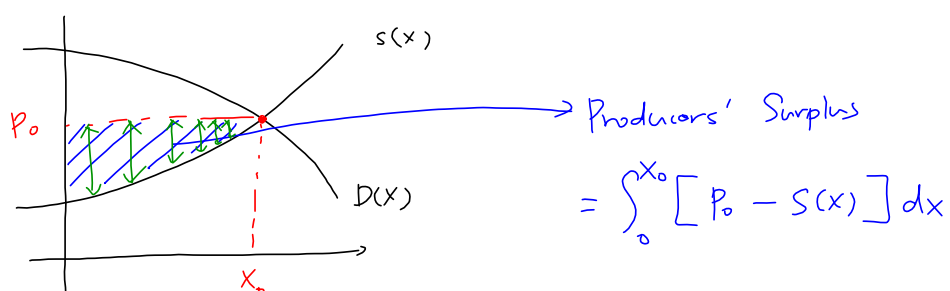 S(X)
P₀
D(X)
X₀
Producers' Surplus
= ∫₀^X₀ [P₀ - S(X)] dx